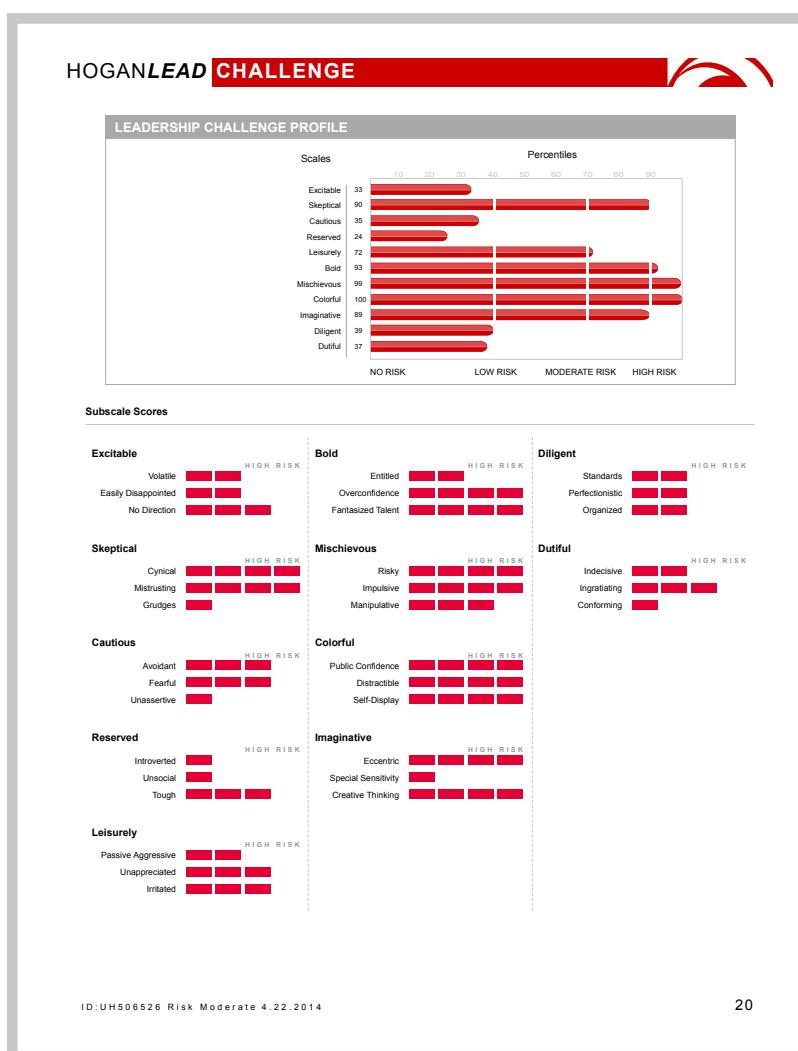 HOGANLEAD CHALLENGE
LEADERSHIP CHALLENGE PROFILE
Scales Percentiles
10 20 30 40 50 60 70 80 90
Excitable 33
Skeptical 90
Cautious 35
Reserved 24
Leisurely 72
Bold 93
Mischievous 99
Colorful 100
Imaginative 89
Diligent 39
Dutiful 37
NO RISK LOW RISK MODERATE RISK HIGH RISK
Subscale Scores
Excitable
HIGH RISK
Volatile
Easily Disappointed
No Direction
Skeptical
HIGH RISK
Cynical
Mistrusting
Grudges
Cautious
HIGH RISK
Avoidant
Fearful
Unassertive
Reserved
HIGH RISK
Introverted
Unsocial
Tough
Leisurely
HIGH RISK
Passive Aggressive
Unappreciated
Irritated
Bold
HIGH RISK
Entitled
Overconfidence
Fantasized Talent
Mischievous
HIGH RISK
Risky
Impulsive
Manipulative
Colorful
HIGH RISK
Public Confidence
Distractible
Self-Display
Imaginative
HIGH RISK
Eccentric
Special Sensitivity
Creative Thinking
Diligent
HIGH RISK
Standards
Perfectionistic
Organized
Dutiful
HIGH RISK
Indecisive
Ingratiating
Conforming
ID:UH506526 Risk Moderate 4.22.2014 20